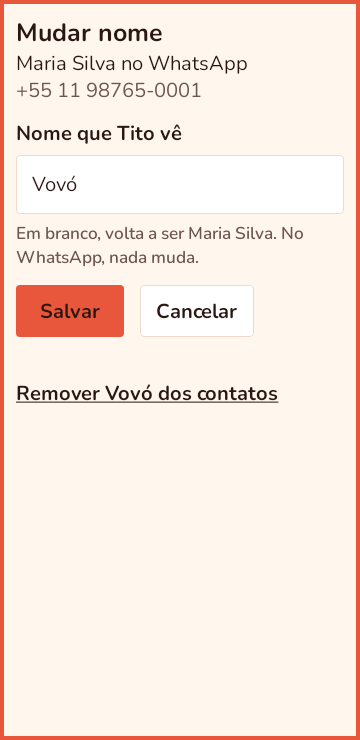 Mudar nome
Maria Silva no WhatsApp
+55 11 98765-0001
Nome que Tito vê
Vovó
Em branco, volta a ser Maria Silva. No
WhatsApp, nada muda.
Salvar
Cancelar
Remover Vovó dos contatos